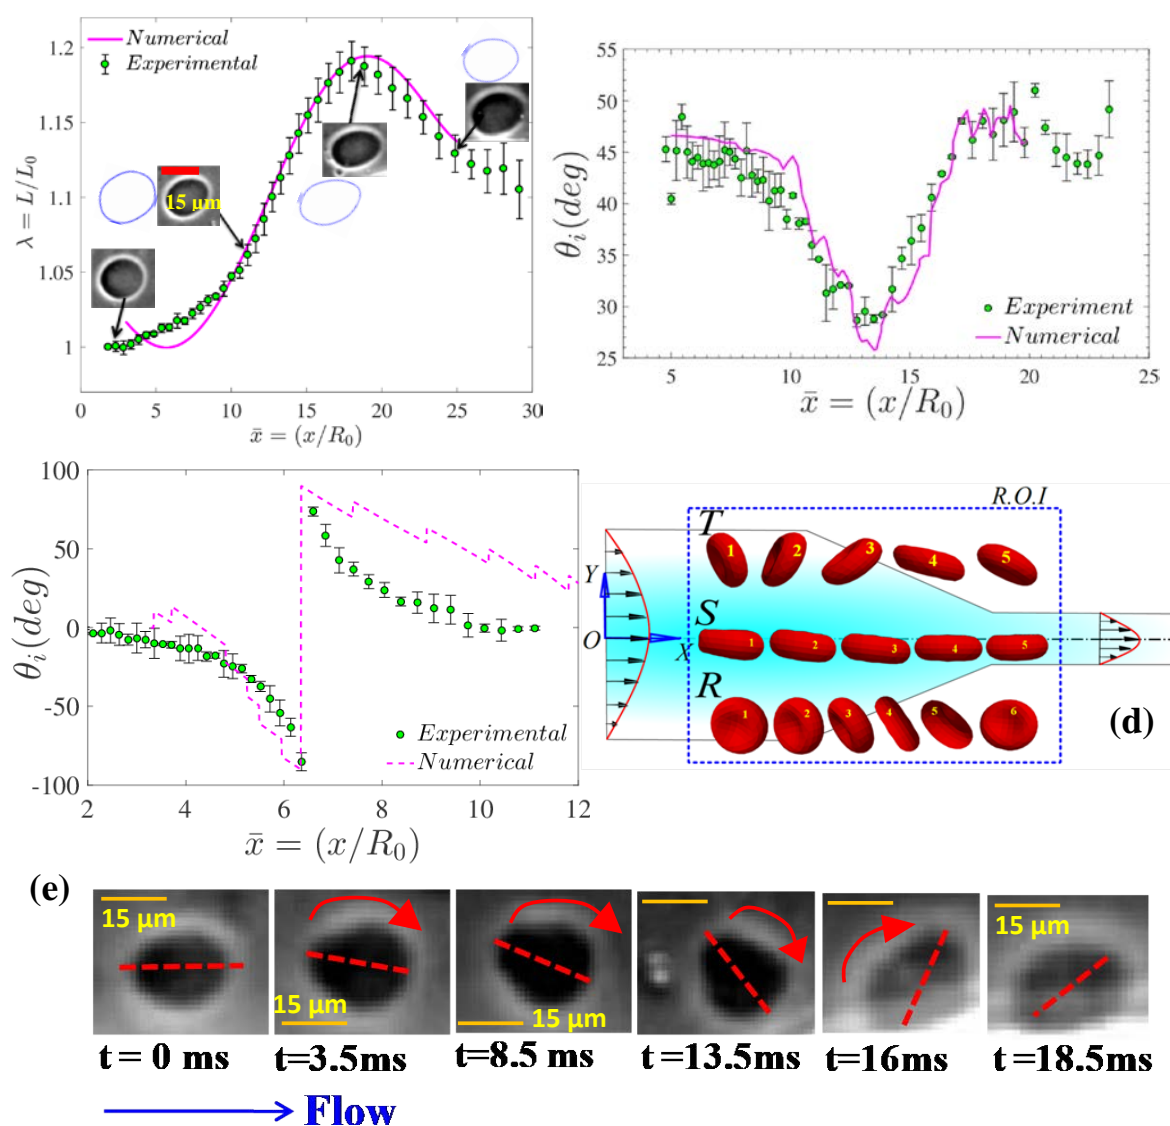 1.2
1.15
1.1
1.05
1
λ = L/L₀
Numerical
Experimental
15 μm
0 5 10 15 20 25 30
x̄ = (x/R₀)
55
50
45
40
35
30
25
θᵢ(deg)
Experiment
Numerical
5 10 15 20 25
x̄ = (x/R₀)
100
50
0
-50
-100
θᵢ(deg)
Experimental
Numerical
2 4 6 8 10 12
x̄ = (x/R₀)
R.O.I
T
1 2 3 4 5
Y
S
O
X
1 2 3 4 5
R
1 2 3 4 5 6
(d)
(e)
15 μm
15 μm
15 μm
15 μm
t = 0 ms
t=3.5ms
t=8.5 ms
t =13.5ms
t=16ms
t =18.5ms
Flow